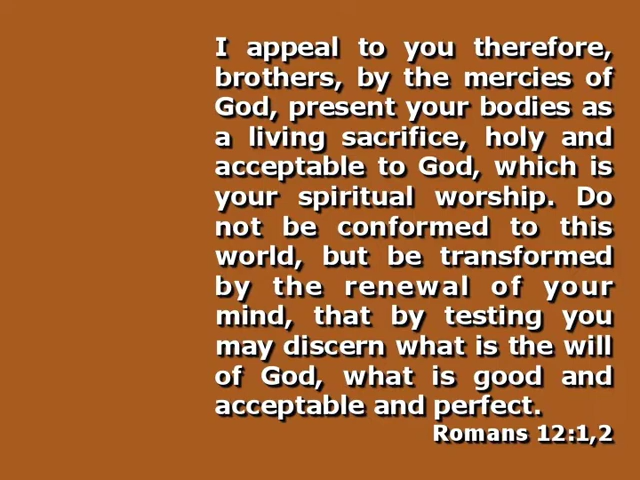 I appeal to you therefore,
brothers, by the mercies of
God, present your bodies as
a living sacrifice, holy and
acceptable to God, which is
your spiritual worship. Do
not be conformed to this
world, but be transformed
by the renewal of your
mind, that by testing you
may discern what is the will
of God, what is good and
acceptable and perfect.
Romans 12:1,2